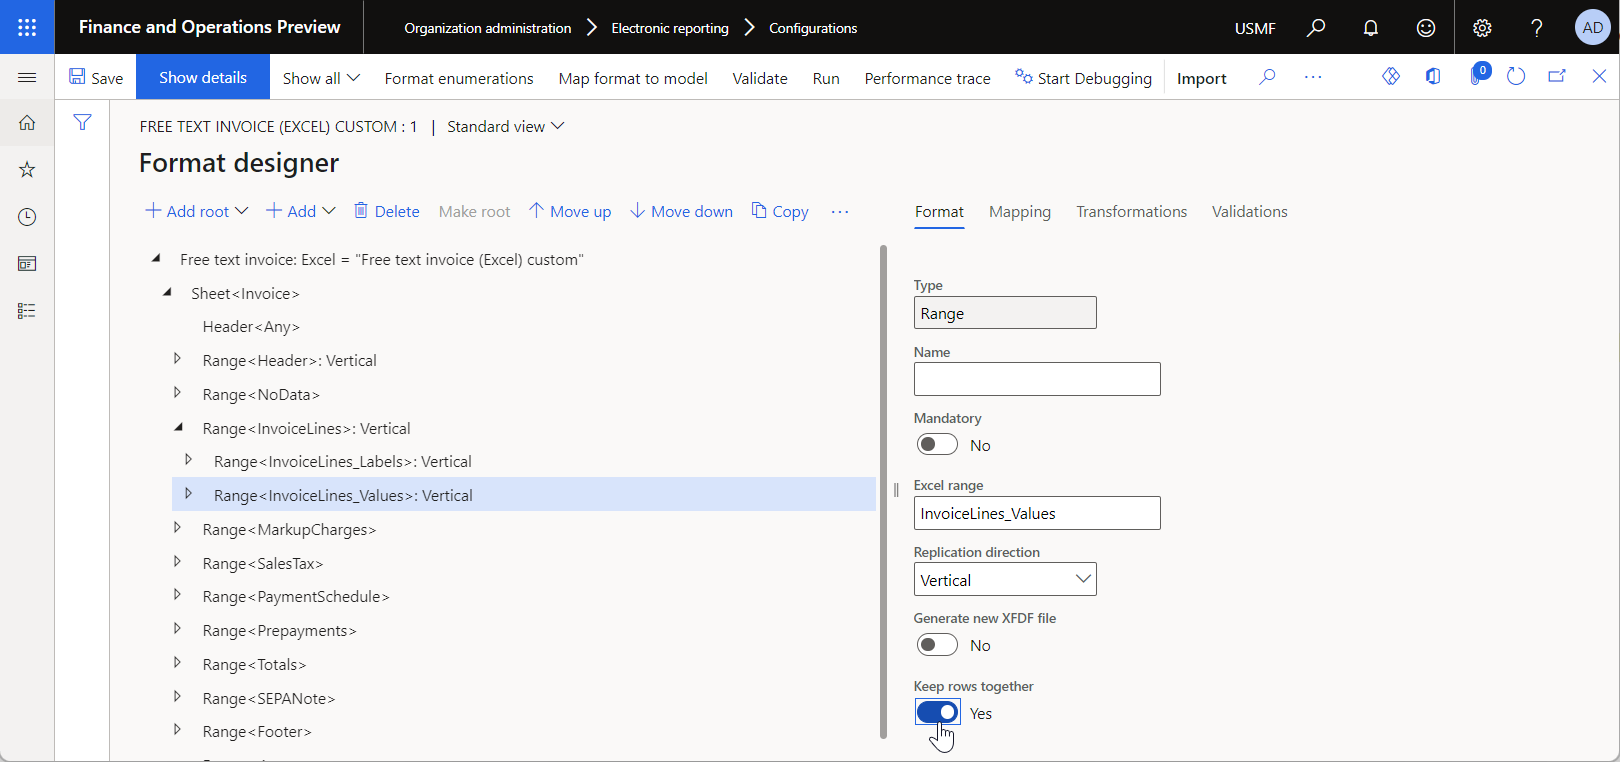 Finance and Operations Preview
Organization administration
Electronic reporting
Configurations
USMF
?
AD
Save
Show details
Show all
Format enumerations
Map format to model
Validate
Run
Performance trace
Start Debugging
Import
0
FREE TEXT INVOICE (EXCEL) CUSTOM : 1 | Standard view
Format designer
Add root
Add
Delete
Make root
Move up
Move down
Copy
Free text invoice: Excel = "Free text invoice (Excel) custom"
Sheet<Invoice>
Header<Any>
Range<Header>: Vertical
Range<NoData>
Range<InvoiceLines>: Vertical
Range<InvoiceLines_Labels>: Vertical
Range<InvoiceLines_Values>: Vertical
Range<MarkupCharges>
Range<SalesTax>
Range<PaymentSchedule>
Range<Prepayments>
Range<Totals>
Range<SEPANote>
Range<Footer>
Format
Mapping
Transformations
Validations
Type
Range
Name
Mandatory
No
Excel range
InvoiceLines_Values
Replication direction
Vertical
Generate new XFDF file
No
Keep rows together
Yes